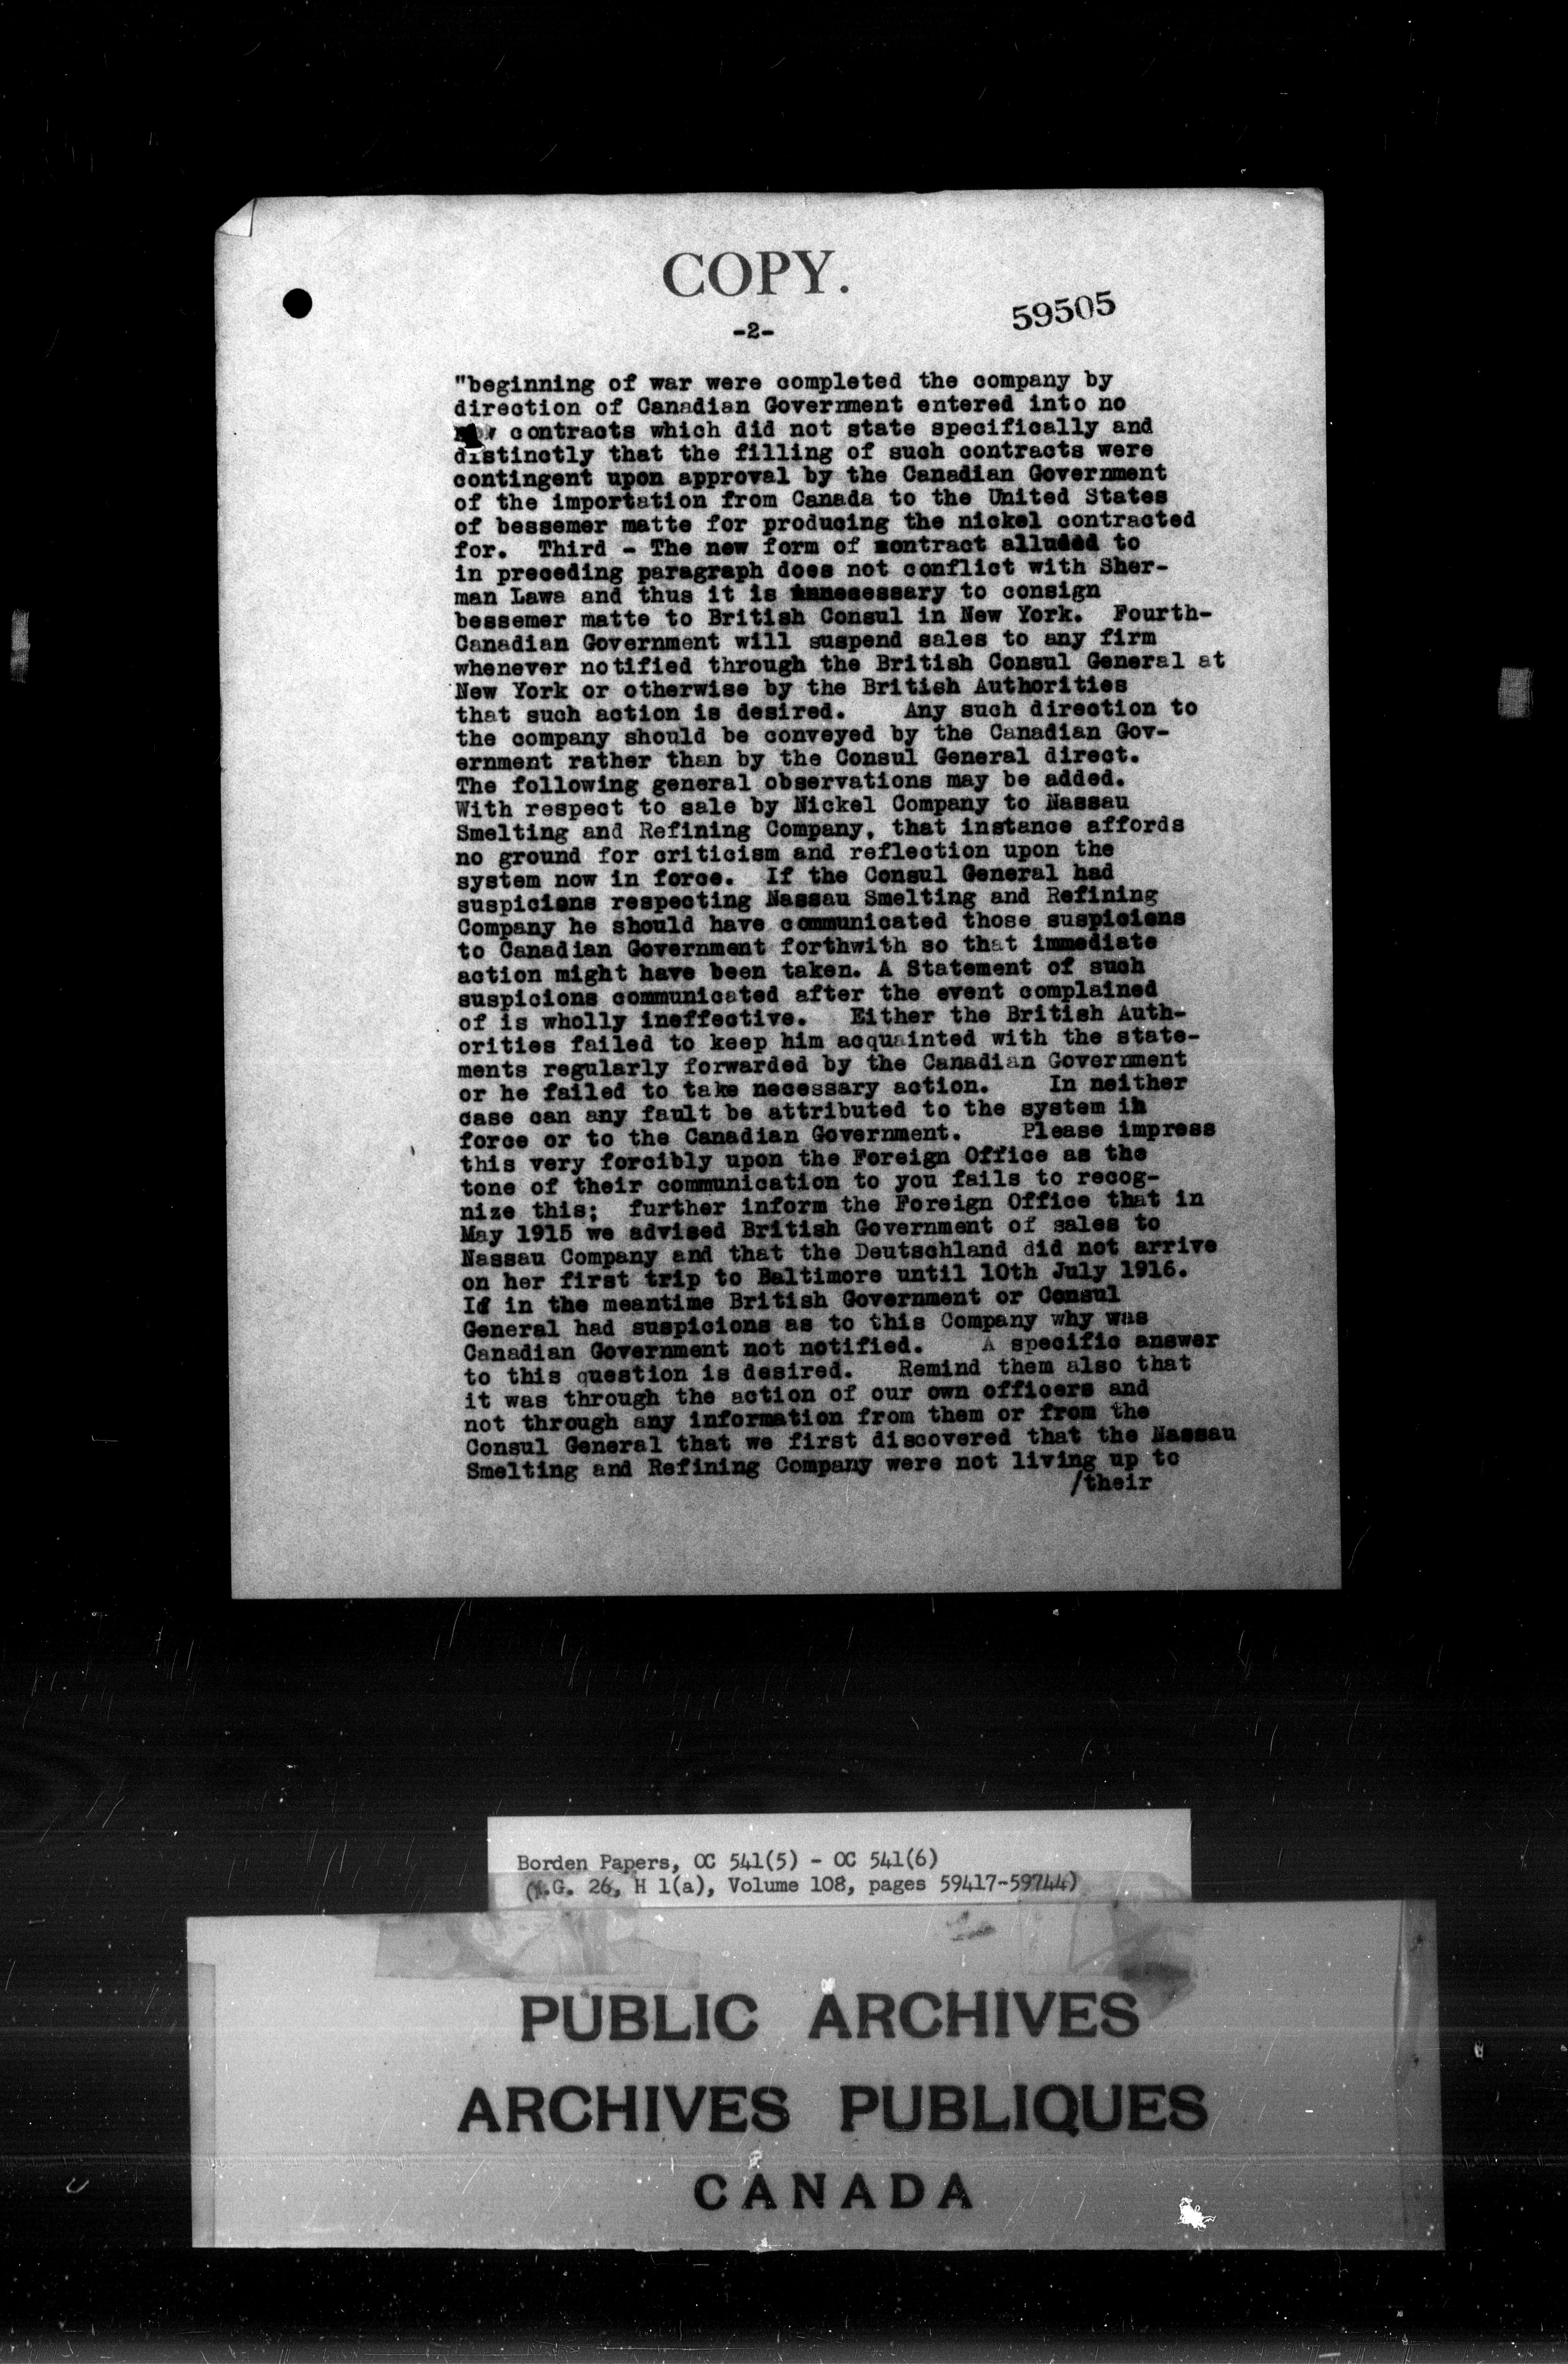 COPY.
59505
-2-
"beginning of war were completed the company by
direction of Canadian Government entered into no
contracts which did not state specifically and
distinctly that the filling of such contracts were
contingent upon approval by the Canadian Government
of the importation from Canada to the United States
of bessemer matte for producing the nickel contracted
for. Third - The new form of contract alluded to
in preceding paragraph does not conflict with Sher-
man Laws and thus it is unnecessary to consign
bessemer matte to British Consul in New York. Fourth-
Canadian Government will suspend sales to any firm
whenever notified through the British Consul General at
New York or otherwise by the British Authorities
that such action is desired. Any such direction to
the company should be conveyed by the Canadian Gov-
ernment rather than by the Consul General direct.
The following general observations may be added.
With respect to sale by Nickel Company to Nassau
Smelting and Refining Company, that instance affords
no ground for criticism and reflection upon the
system now in force. If the Consul General had
suspicions respecting Nassau Smelting and Refining
Company he should have communicated those suspicions
to Canadian Government forthwith so that immediate
action might have been taken. A Statement of such
suspicions communicated after the event complained
of is wholly ineffective. Either the British Auth-
orities failed to keep him acquainted with the state-
ments regularly forwarded by the Canadian Government
or he failed to take necessary action. In neither
case can any fault be attributed to the system in
force or to the Canadian Government. Please impress
this very forcibly upon the Foreign Office as the
tone of their communication to you fails to recog-
nize this; further inform the Foreign Office that in
May 1915 we advised British Government of sales to
Nassau Company and that the Deutschland did not arrive
on her first trip to Baltimore until 10th July 1916.
If in the meantime British Government or Consul
General had suspicions as to this Company why was
Canadian Government not notified. A specific answer
to this question is desired. Remind them also that
it was through the action of our own officers and
not through any information from them or from the
Consul General that we first discovered that the Nassau
Smelting and Refining Company were not living up to
/their
Borden Papers, OC 541(5) - OC 541(6)
(M.G. 26, H 1(a), Volume 108, pages 59417-59744)
PUBLIC ARCHIVES
ARCHIVES PUBLIQUES
CANADA